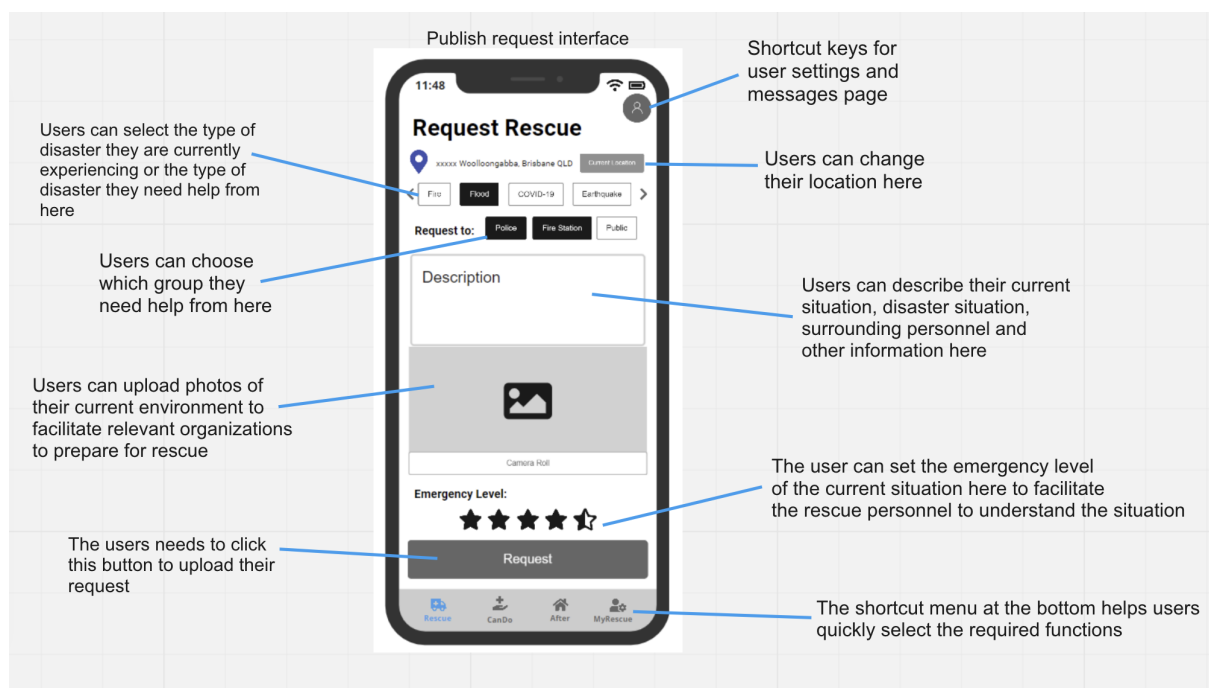 Publish request interface
Shortcut keys for
user settings and
messages page
11:48
Request Rescue
Users can select the type of
disaster they are currently
experiencing or the type of
disaster they need help from
here
xxxxx Woolloongabba, Brisbane QLD
Current Location
Users can change
their location here
Fire
Flood
COVID-19
Earthquake
Request to:
Police
Fire Station
Public
Users can choose
which group they
need help from here
Description
Users can describe their current
situation, disaster situation,
surrounding personnel and
other information here
Users can upload photos of
their current environment to
facilitate relevant organizations
to prepare for rescue
Camera Roll
The user can set the emergency level
of the current situation here to facilitate
the rescue personnel to understand the situation
Emergency Level:
The users needs to click
this button to upload their
request
Request
Rescue
CanDo
After
MyRescue
The shortcut menu at the bottom helps users
quickly select the required functions